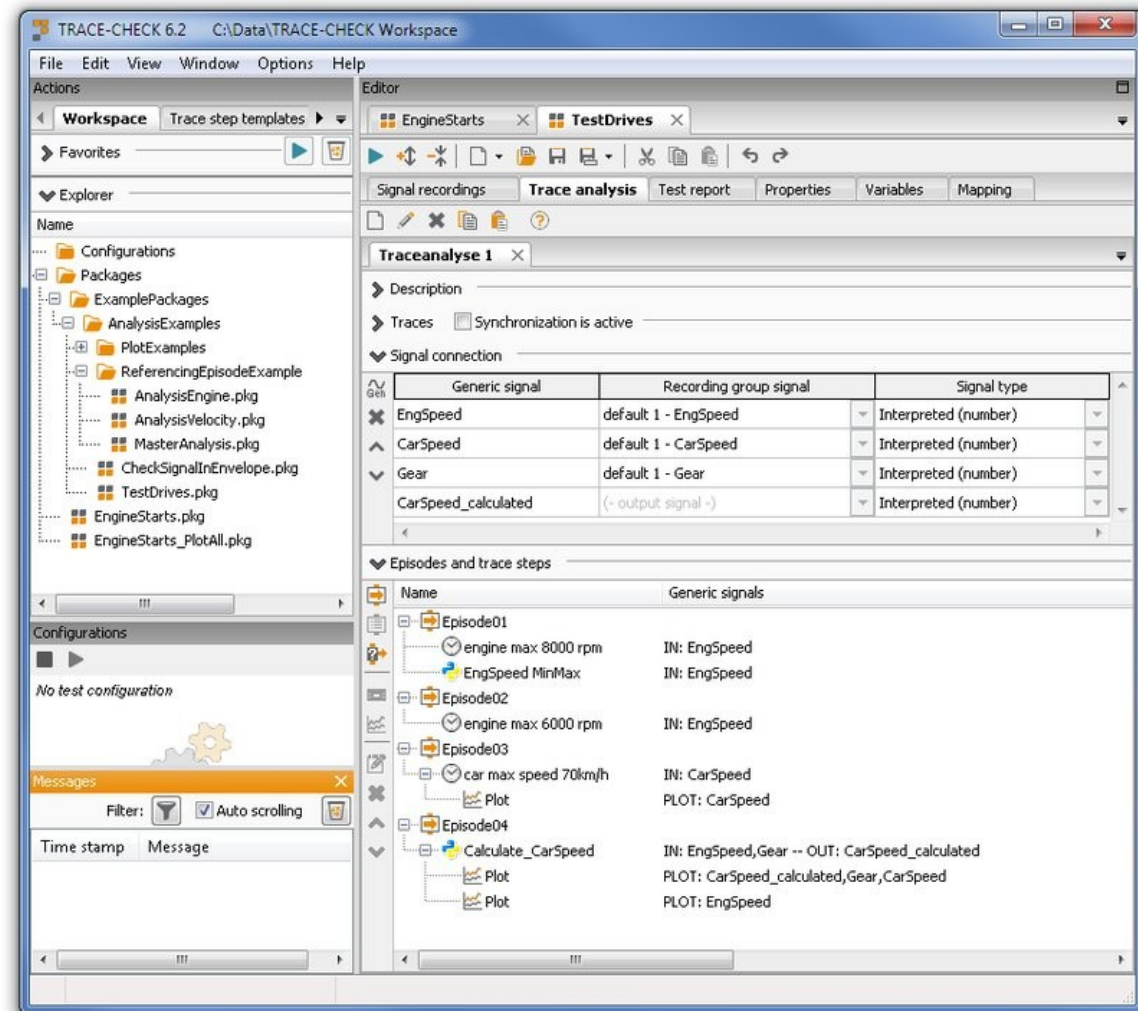 TRACE-CHECK 6.2 C:\Data\TRACE-CHECK Workspace
File Edit View Window Options Help
Actions
Workspace Trace step templates
Favorites
Explorer
Name
Configurations
Packages
ExamplePackages
AnalysisExamples
PlotExamples
ReferencingEpisodeExample
AnalysisEngine.pkg
AnalysisVelocity.pkg
MasterAnalysis.pkg
CheckSignalInEnvelope.pkg
TestDrives.pkg
EngineStarts.pkg
EngineStarts_PlotAll.pkg
Configurations
No test configuration
Messages
Filter: Auto scrolling
Time stamp Message
Editor
EngineStarts TestDrives
Signal recordings Trace analysis Test report Properties Variables Mapping
Traceanalyse 1
Description
Traces Synchronization is active
Signal connection
Gen
Generic signal Recording group signal Signal type
EngSpeed default 1 - EngSpeed Interpreted (number)
CarSpeed default 1 - CarSpeed Interpreted (number)
Gear default 1 - Gear Interpreted (number)
CarSpeed_calculated (- output signal -) Interpreted (number)
Episodes and trace steps
Name Generic signals
Episode01
engine max 8000 rpm IN: EngSpeed
EngSpeed MinMax IN: EngSpeed
Episode02
engine max 6000 rpm IN: EngSpeed
Episode03
car max speed 70km/h IN: CarSpeed
Plot PLOT: CarSpeed
Episode04
Calculate_CarSpeed IN: EngSpeed,Gear -- OUT: CarSpeed_calculated
Plot PLOT: CarSpeed_calculated,Gear,CarSpeed
Plot PLOT: EngSpeed